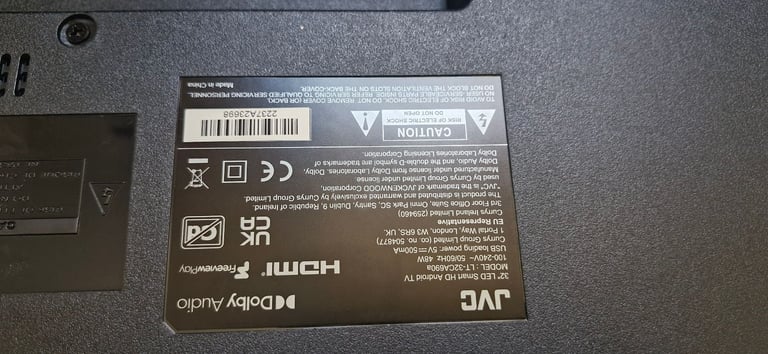 JVC
32" LED Smart HD Android TV
MODEL: LT-32CA690a
100-240V~ 50/60Hz 48W
USB loading power: 5V⎓500mA
Currys Group Limited (co. no. 504877)
1 Portal Way, London, W3 6RS, UK.
EU Representative
Currys Ireland Limited (259460)
3rd Floor Office Suite, Omni Park SC, Santry, Dublin 9, Republic of Ireland.
The product is distributed and warranted exclusively by Currys Group Limited.
"JVC" is the trademark of JVCKENWOOD Corporation,
used by Currys Group Limited under license.
Manufactured under license from Dolby Laboratories. Dolby,
Dolby Audio, and the double-D symbol are trademarks of
Dolby Laboratories Licensing Corporation.
Dolby Audio
HDMI
FreeviewPlay
UK
CA
CE
CAUTION
RISK OF ELECTRIC SHOCK
DO NOT OPEN
2237A23698
TO AVOID RISK OF ELECTRIC SHOCK, DO NOT REMOVE COVER (OR BACK).
NO USER-SERVICEABLE PARTS INSIDE. REFER SERVICING TO QUALIFIED SERVICING PERSONNEL.
DO NOT BLOCK THE VENTILATION SLOTS ON THE BACK COVER.
Made in China